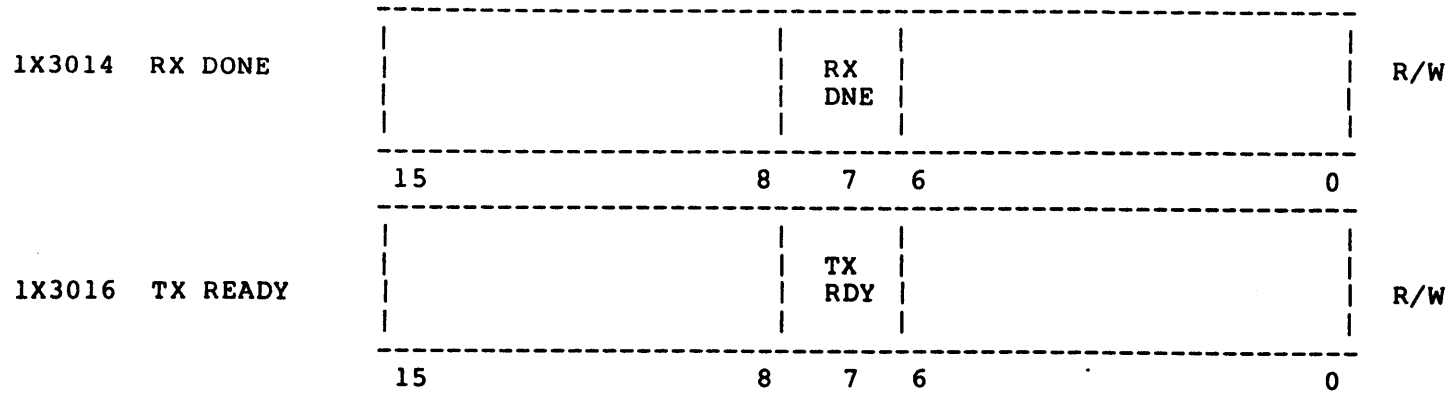 1X3014 RX DONE RX R/W
DNE
15 8 7 6 0
TX
1X3016 TX READY RDY R/W
15 8 7 6 0